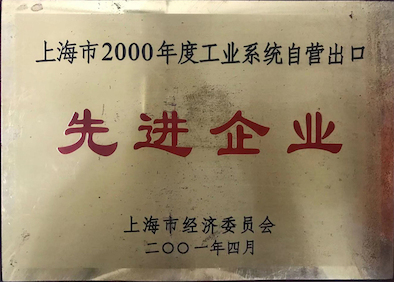 上海市2000年度工业系统自营出口
先进企业
上海市经济委员会
二〇〇一年四月